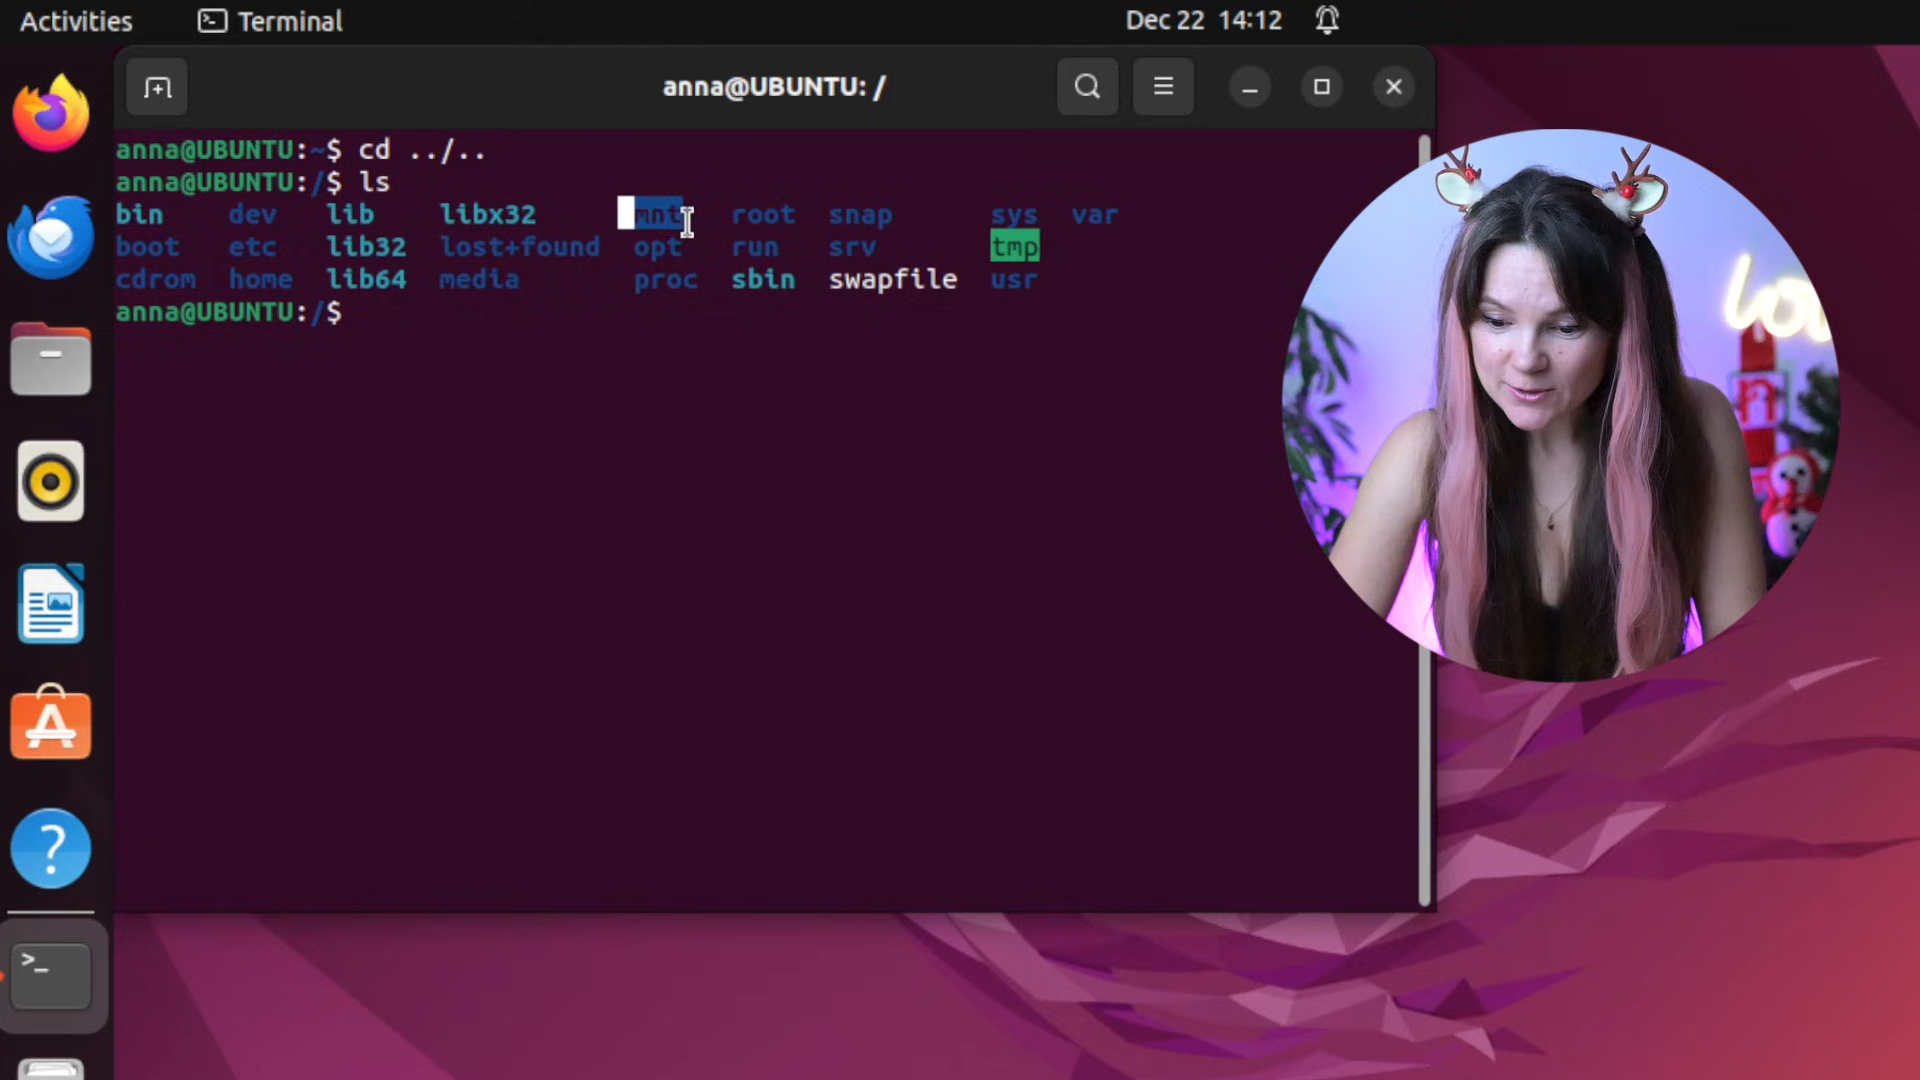 Activities Terminal Dec 22 14:12
anna@UBUNTU: /
anna@UBUNTU:~$ cd ../..
anna@UBUNTU:/$ ls
bin dev lib libx32 mnt root snap sys var
boot etc lib32 lost+found opt run srv tmp
cdrom home lib64 media proc sbin swapfile usr
anna@UBUNTU:/$